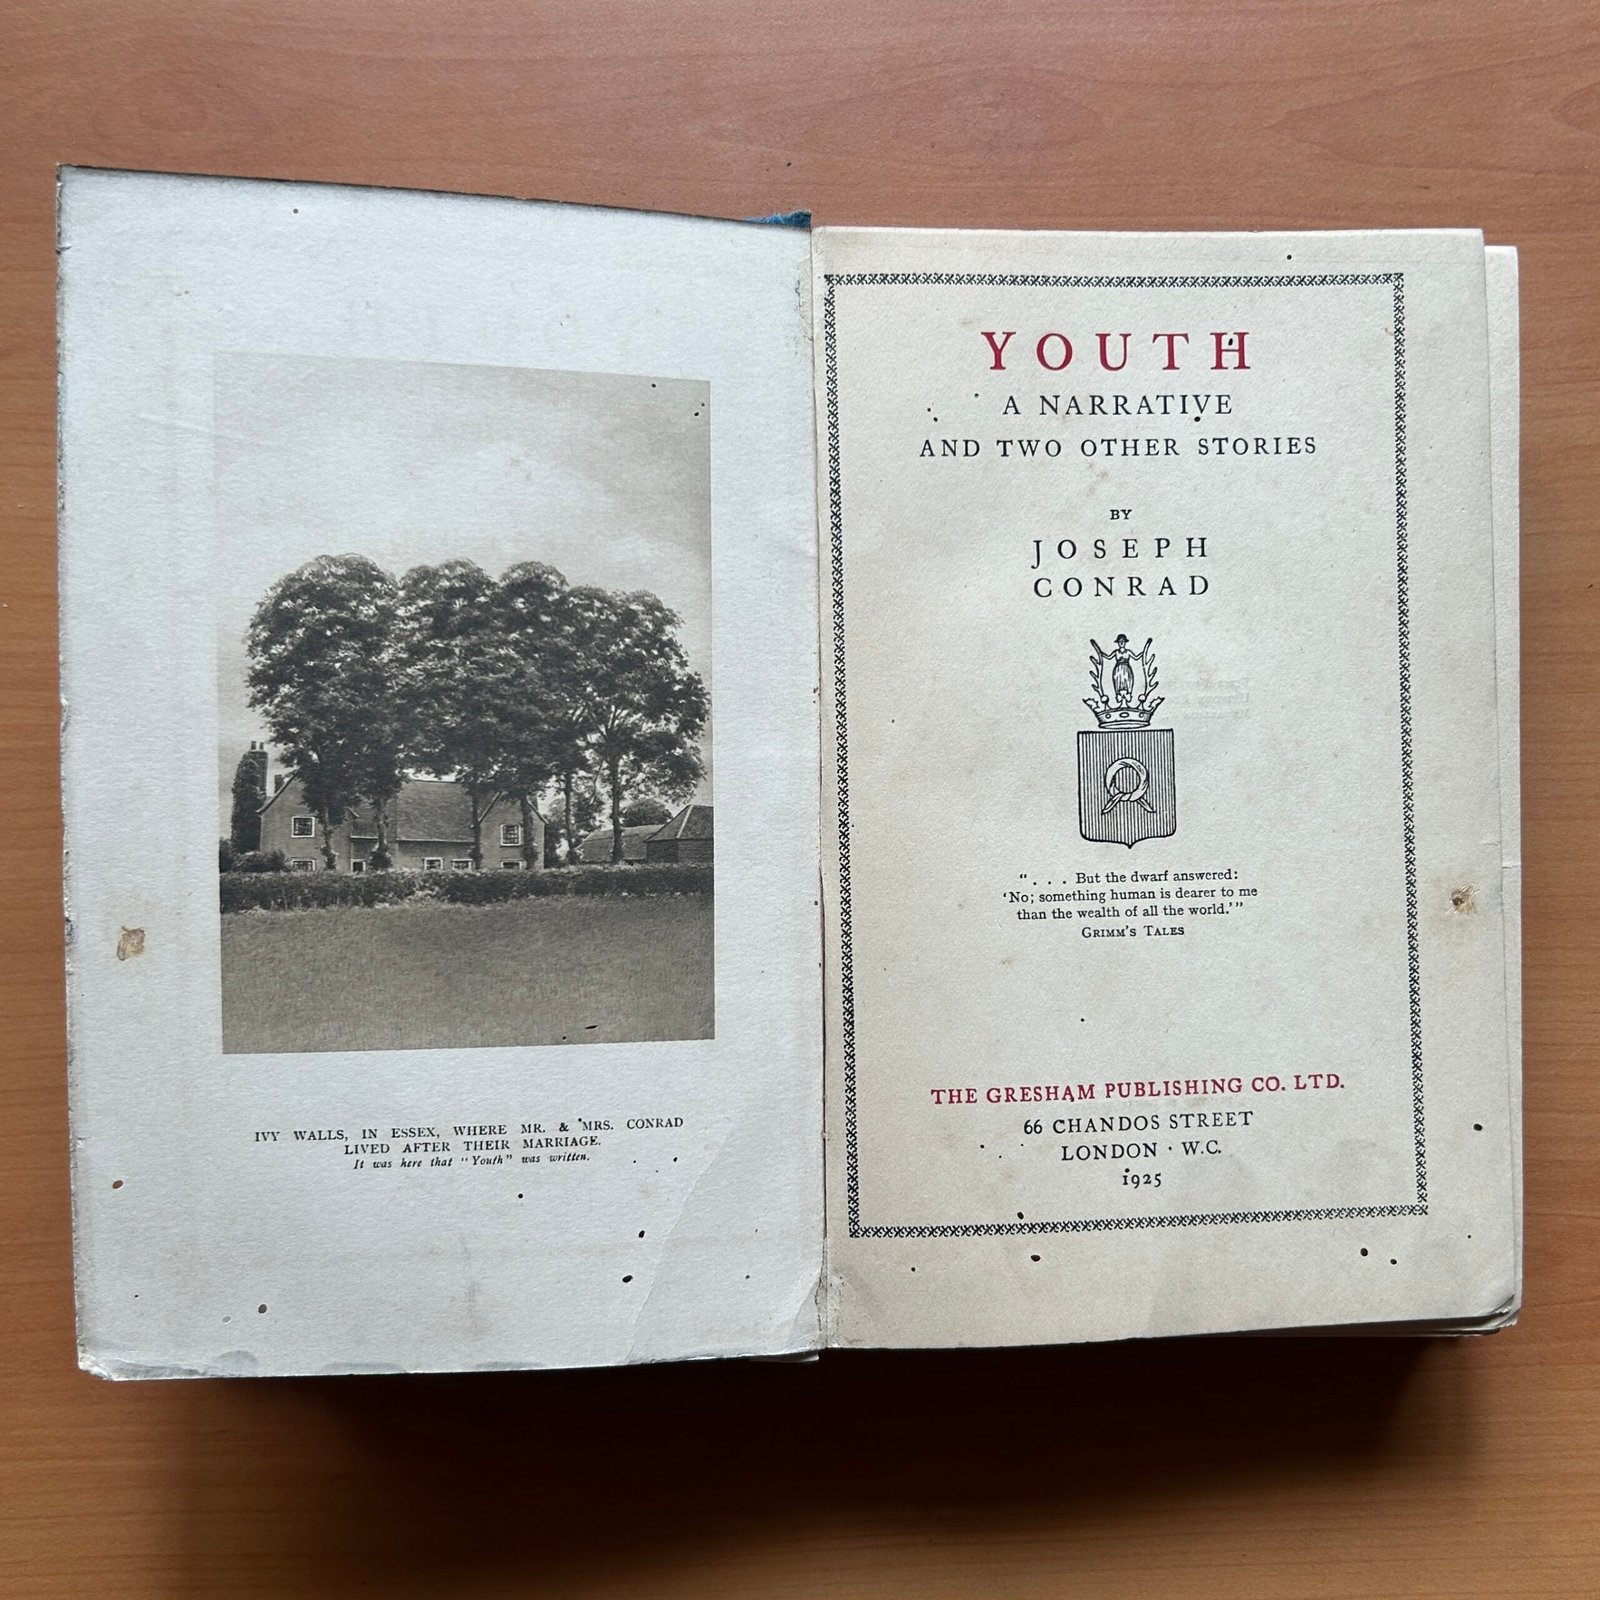 IVY WALLS, IN ESSEX, WHERE MR. & MRS. CONRAD
LIVED AFTER THEIR MARRIAGE.
It was here that "Youth" was written.
YOUTH
A NARRATIVE
AND TWO OTHER STORIES
BY
JOSEPH
CONRAD
". . . But the dwarf answered:
'No; something human is dearer to me
than the wealth of all the world.'"
GRIMM'S TALES
THE GRESHAM PUBLISHING CO. LTD.
66 CHANDOS STREET
LONDON · W.C.
1925